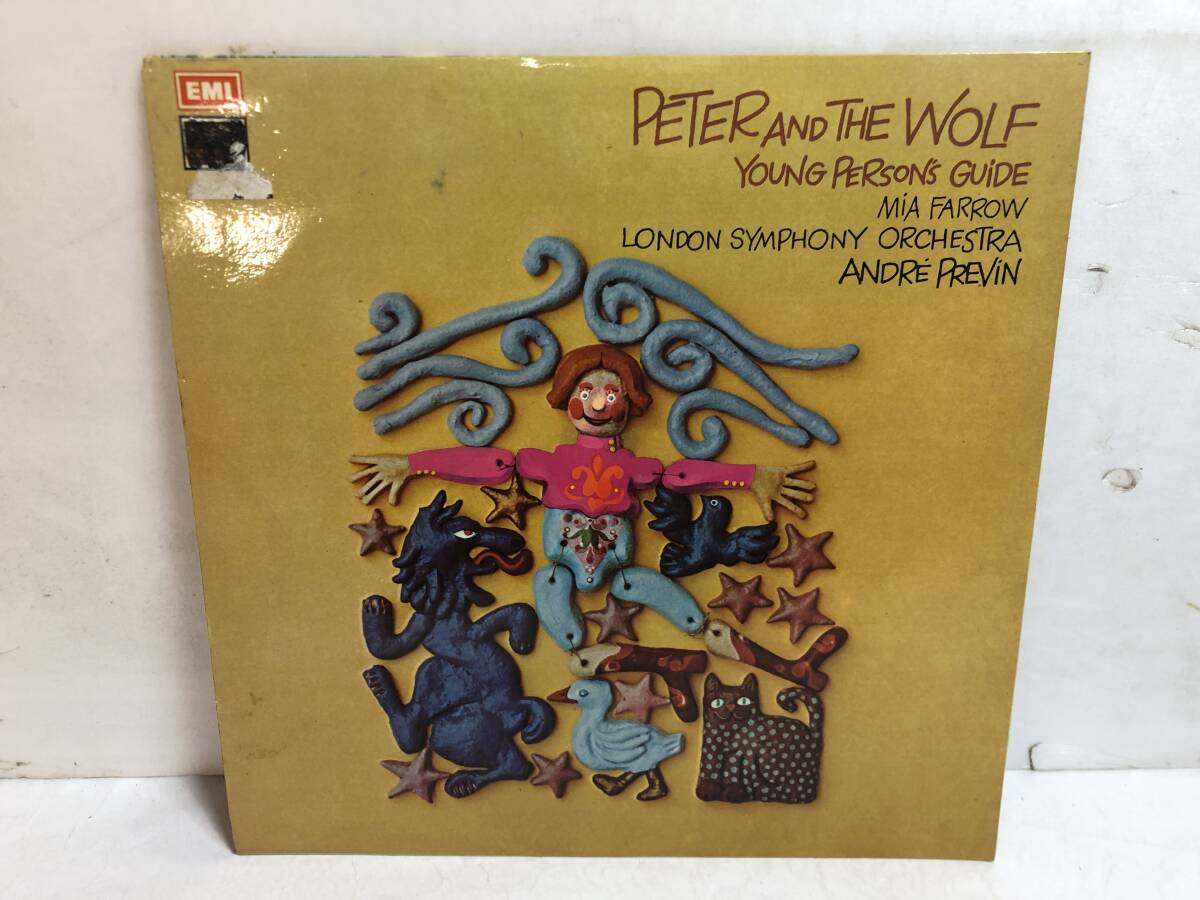 EMI
PETER AND THE WOLF
YOUNG PERSON'S GUIDE
MIA FARROW
LONDON SYMPHONY ORCHESTRA
ANDRÉ PREVIN